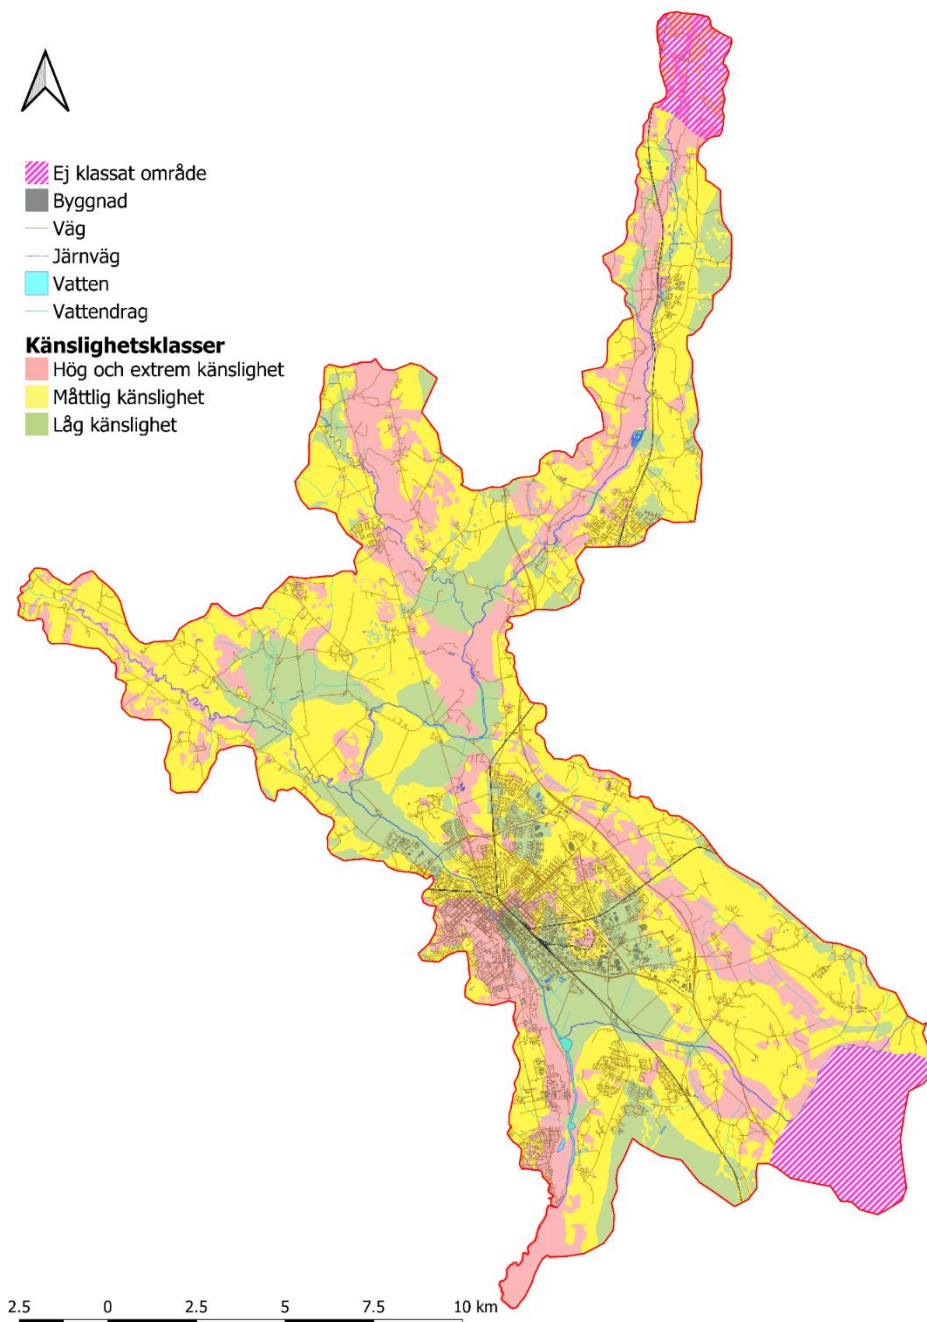 Ej klassat område
Byggnad
Väg
Järnväg
Vatten
Vattendrag
Känslighetsklasser
Hög och extrem känslighet
Måttlig känslighet
Låg känslighet
2.5 0 2.5 5 7.5 10 km